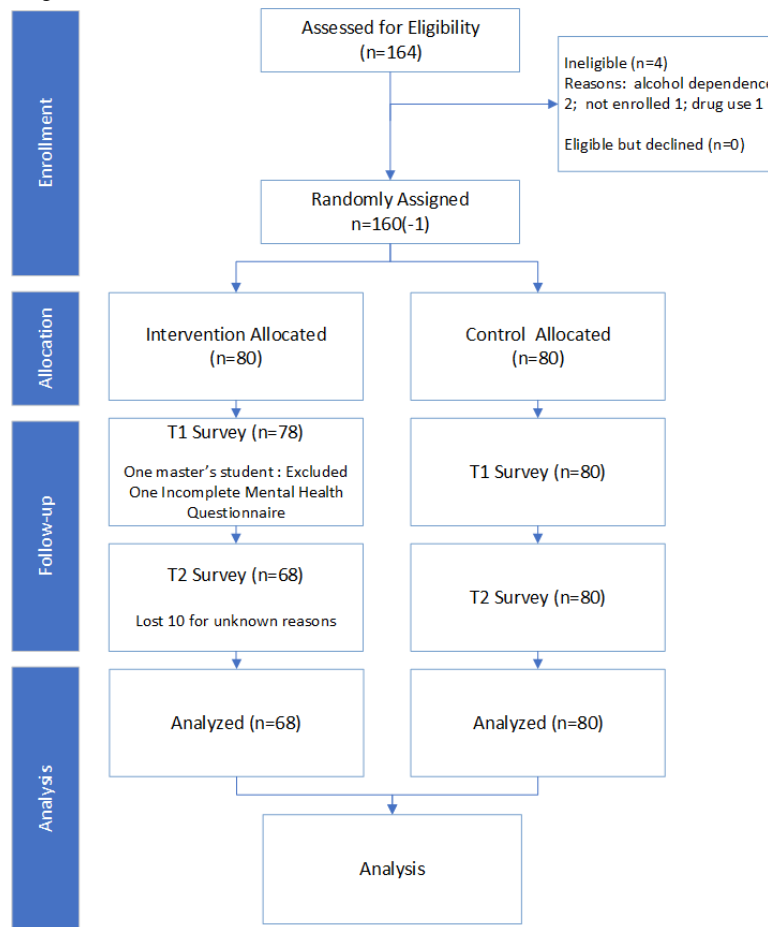 Enrollment
Assessed for Eligibility
(n=164)
Ineligible (n=4)
Reasons: alcohol dependence
2; not enrolled 1; drug use 1
Eligible but declined (n=0)
Randomly Assigned
n=160(-1)
Allocation
Intervention Allocated
(n=80)
Control Allocated
(n=80)
Follow-up
T1 Survey (n=78)
One master's student : Excluded
One Incomplete Mental Health
Questionnaire
T1 Survey (n=80)
T2 Survey (n=68)
Lost 10 for unknown reasons
T2 Survey (n=80)
Analysis
Analyzed (n=68)
Analyzed (n=80)
Analysis